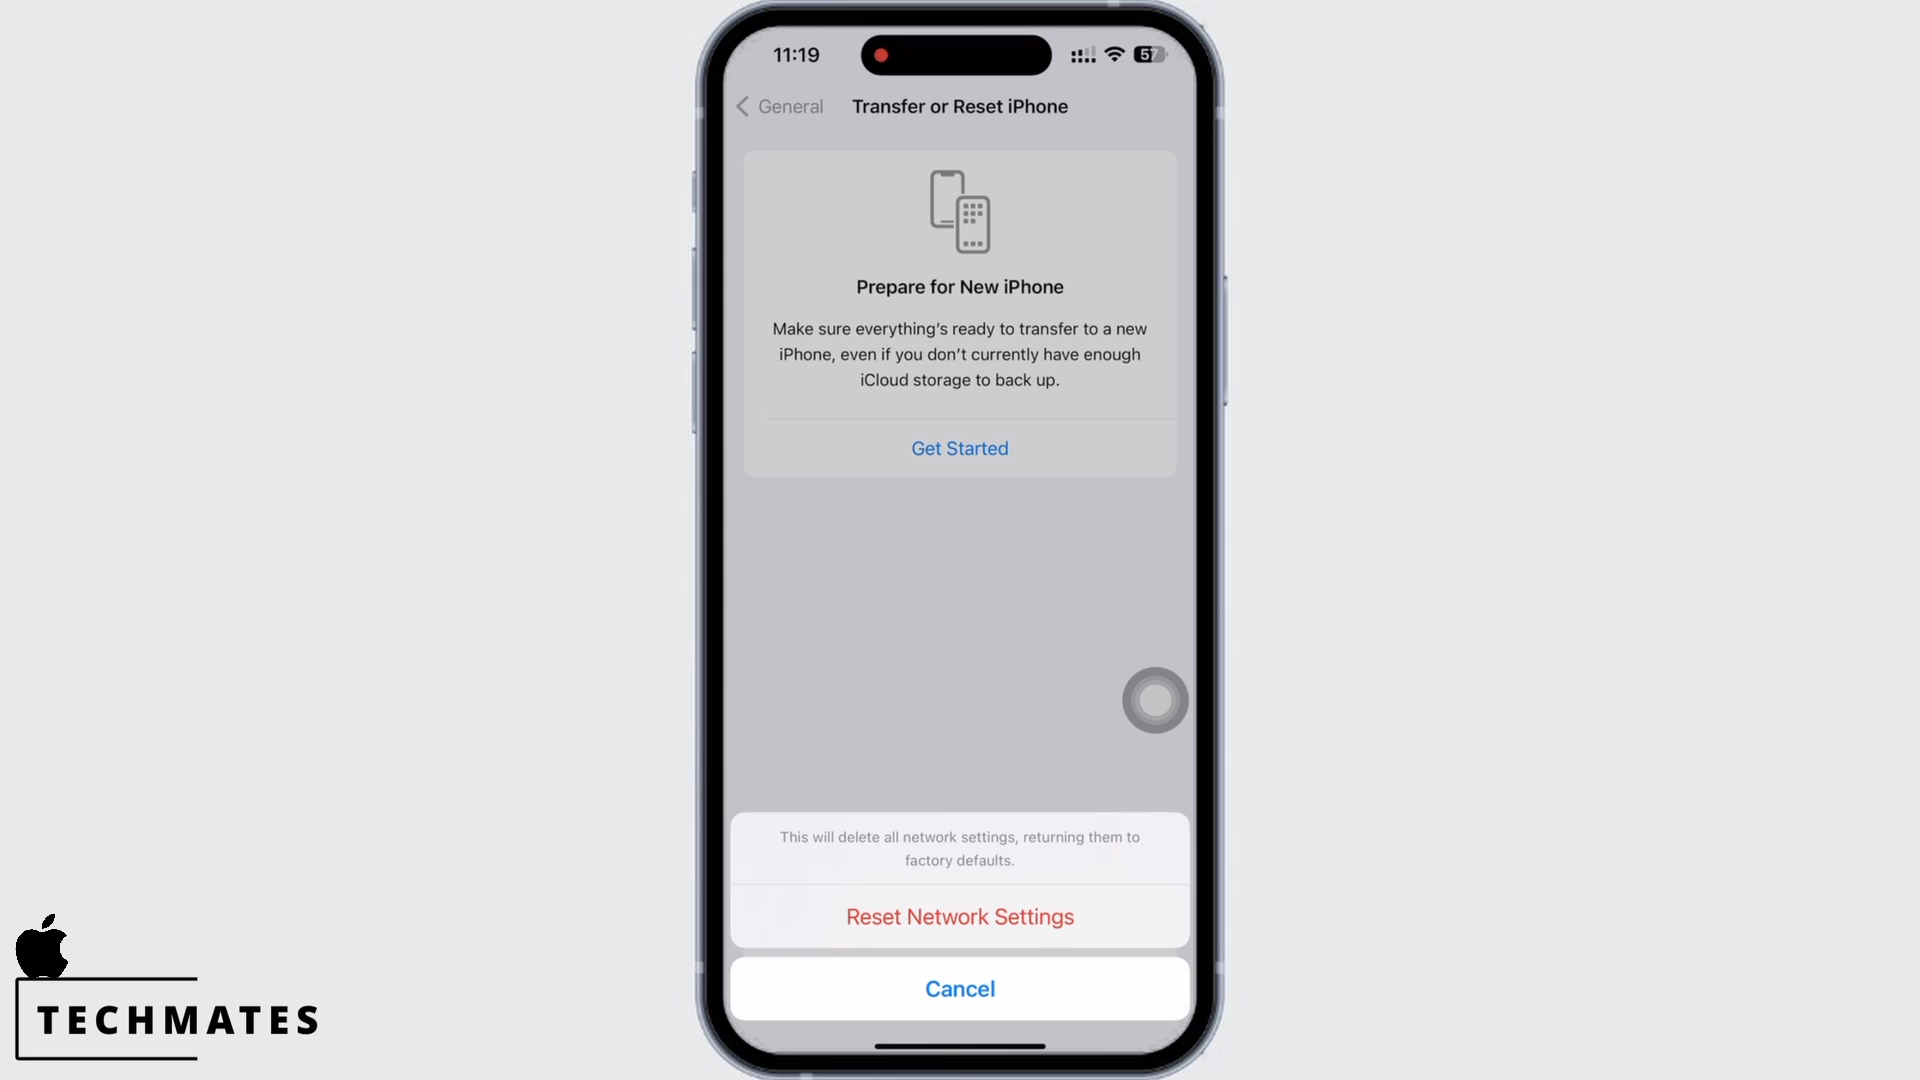 11:19
57
General
Transfer or Reset iPhone
Prepare for New iPhone
Make sure everything's ready to transfer to a new
iPhone, even if you don't currently have enough
iCloud storage to back up.
Get Started
This will delete all network settings, returning them to
factory defaults.
Reset Network Settings
Cancel
TECHMATES